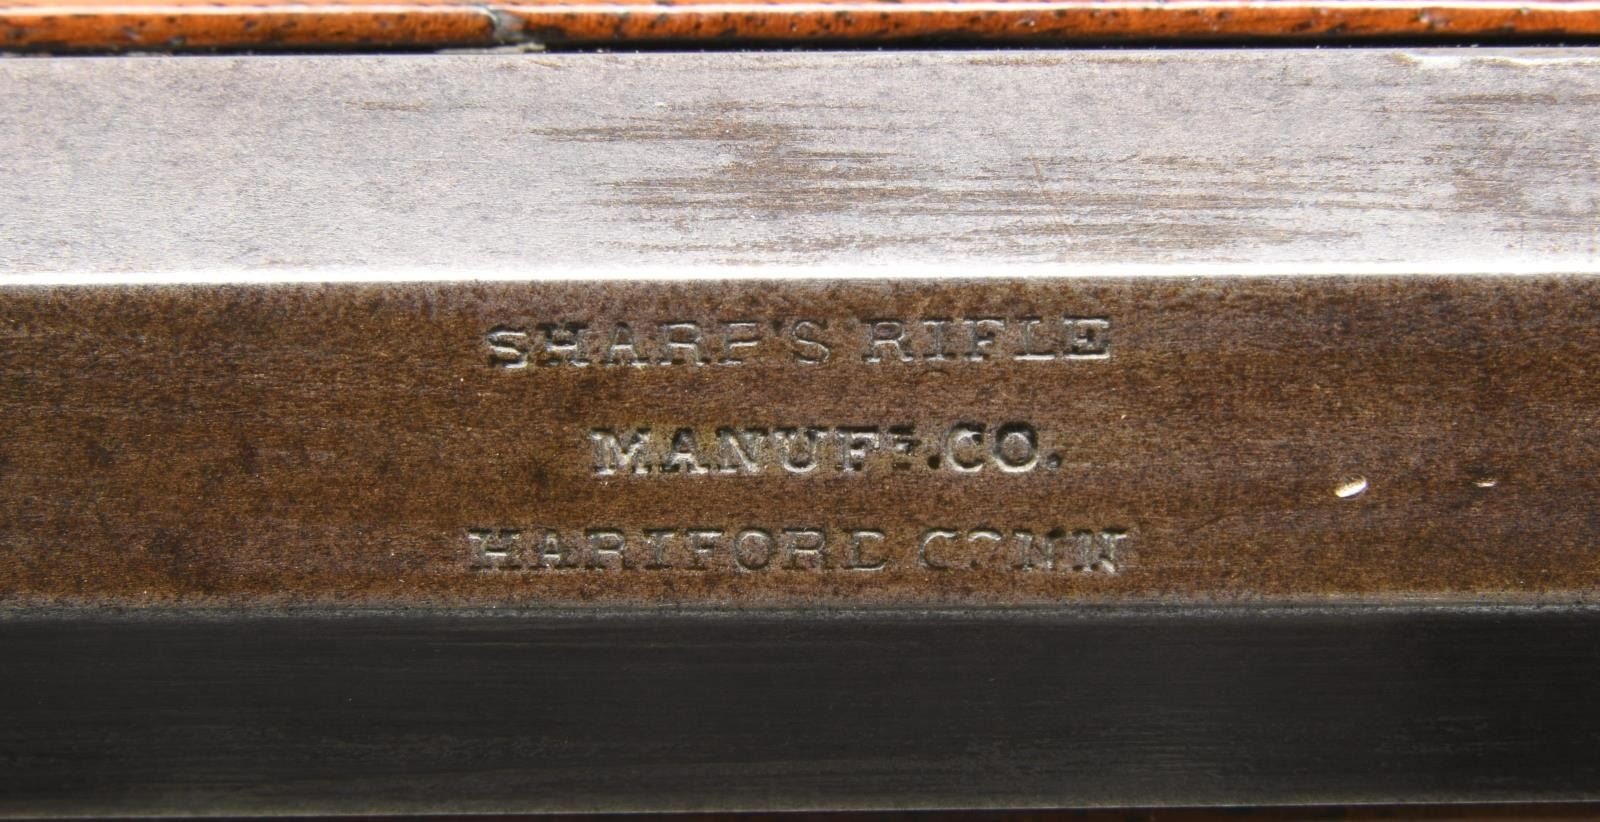 SHARP'S RIFLE
MANUFG. CO.
HARTFORD CONN